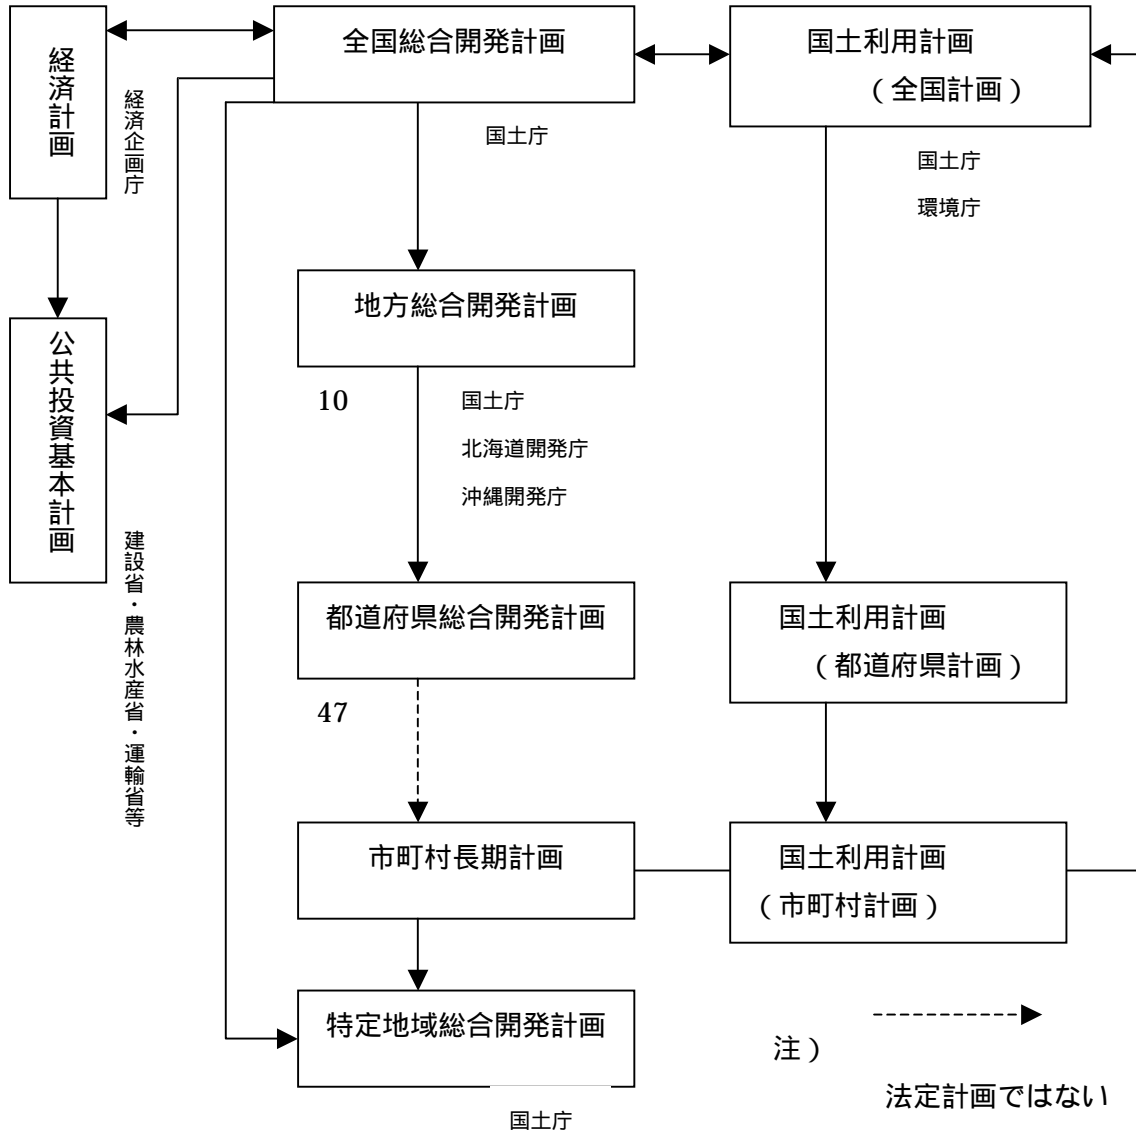 経済計画
経済企画庁
公共投資基本計画
建設省・農林水産省・運輸省等
全国総合開発計画
国土庁
地方総合開発計画
10
国土庁
北海道開発庁
沖縄開発庁
都道府県総合開発計画
47
市町村長期計画
特定地域総合開発計画
国土庁
国土利用計画
(全国計画)
国土庁
環境庁
国土利用計画
(都道府県計画)
国土利用計画
(市町村計画)
注)
法定計画ではない